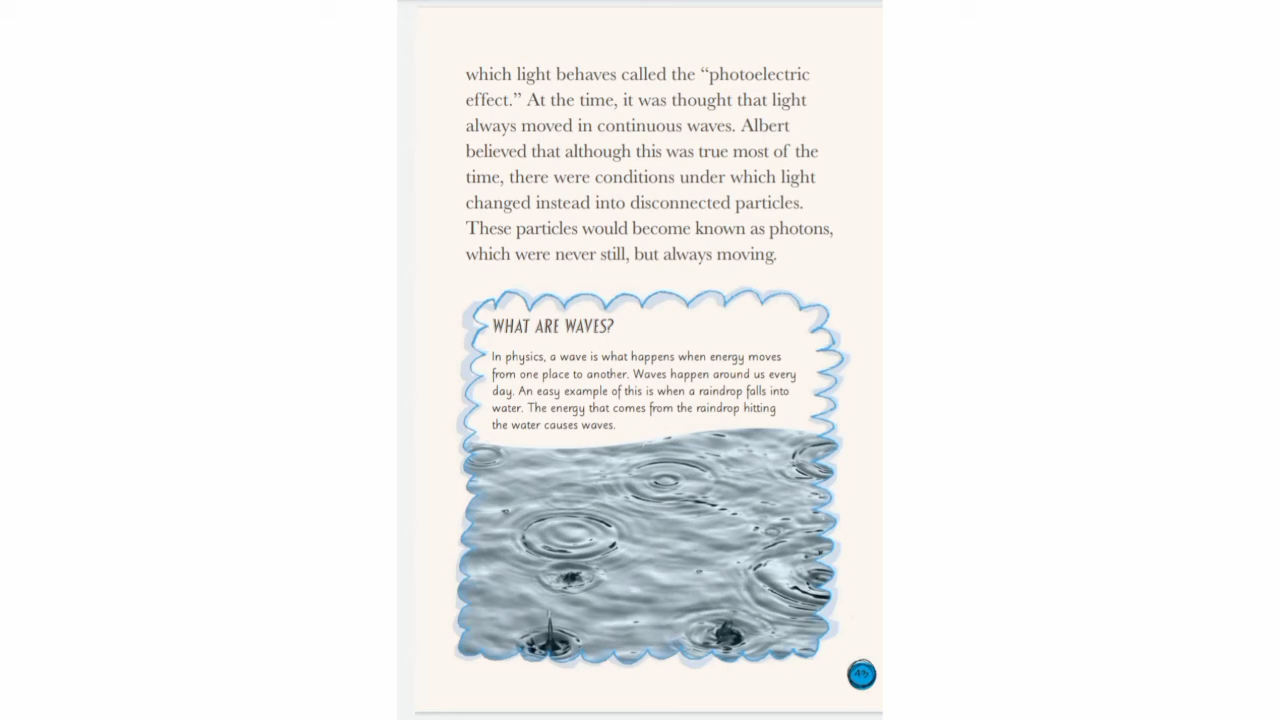 which light behaves called the “photoelectric
effect.” At the time, it was thought that light
always moved in continuous waves. Albert
believed that although this was true most of the
time, there were conditions under which light
changed instead into disconnected particles.
These particles would become known as photons,
which were never still, but always moving.
WHAT ARE WAVES?
In physics, a wave is what happens when energy moves
from one place to another. Waves happen around us every
day. An easy example of this is when a raindrop falls into
water. The energy that comes from the raindrop hitting
the water causes waves.